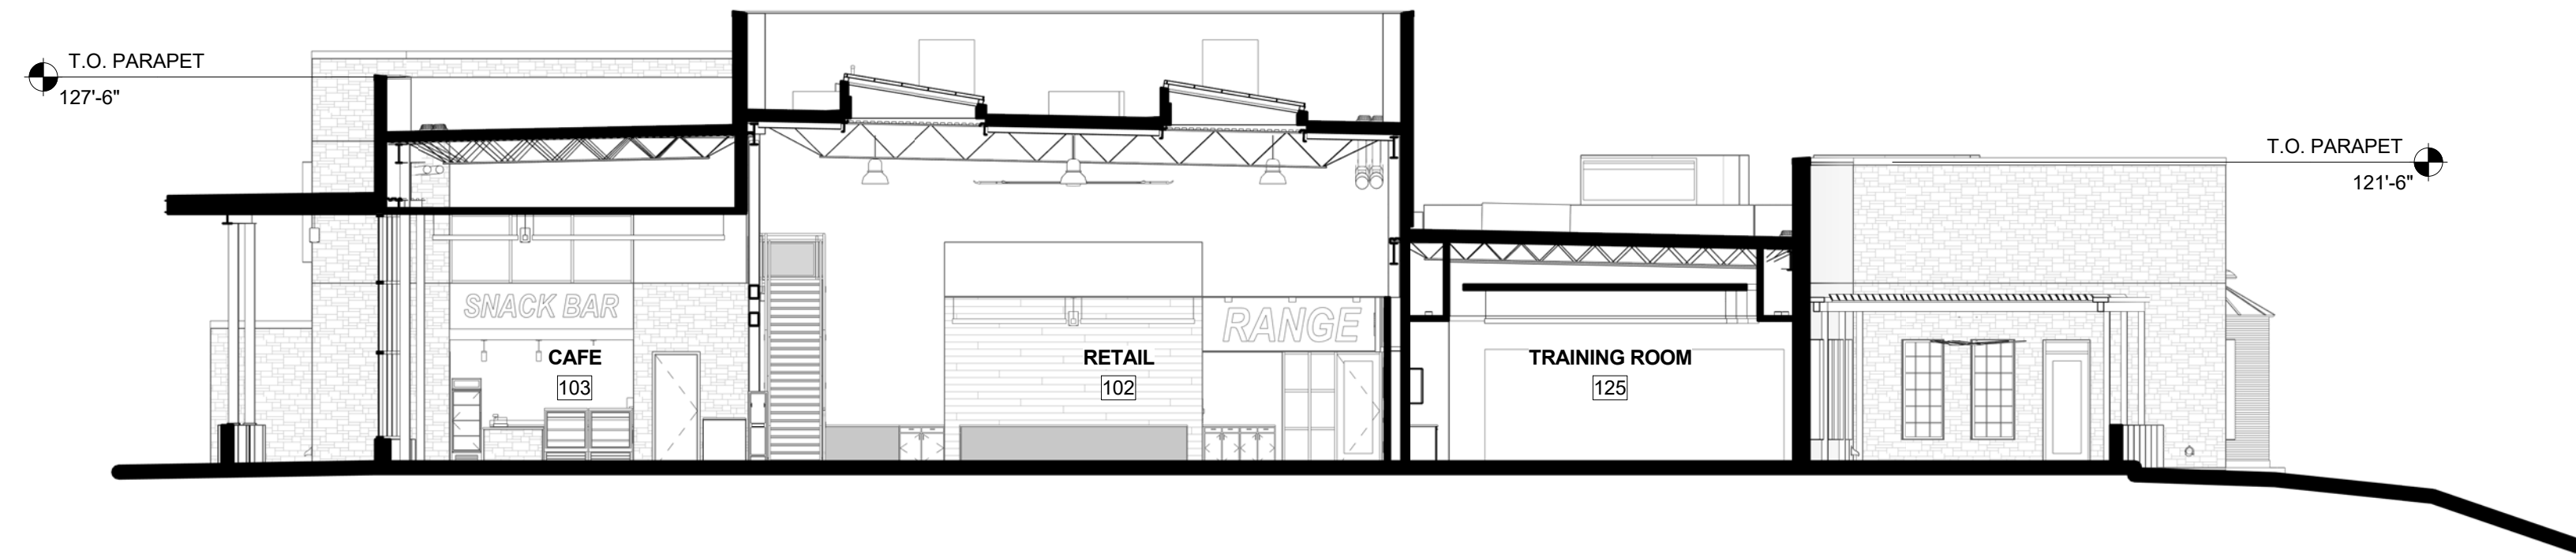 T.O. PARAPET
127'-6"
T.O. PARAPET
121'-6"
SNACK BAR
RANGE
CAFE
103
RETAIL
102
TRAINING ROOM
125